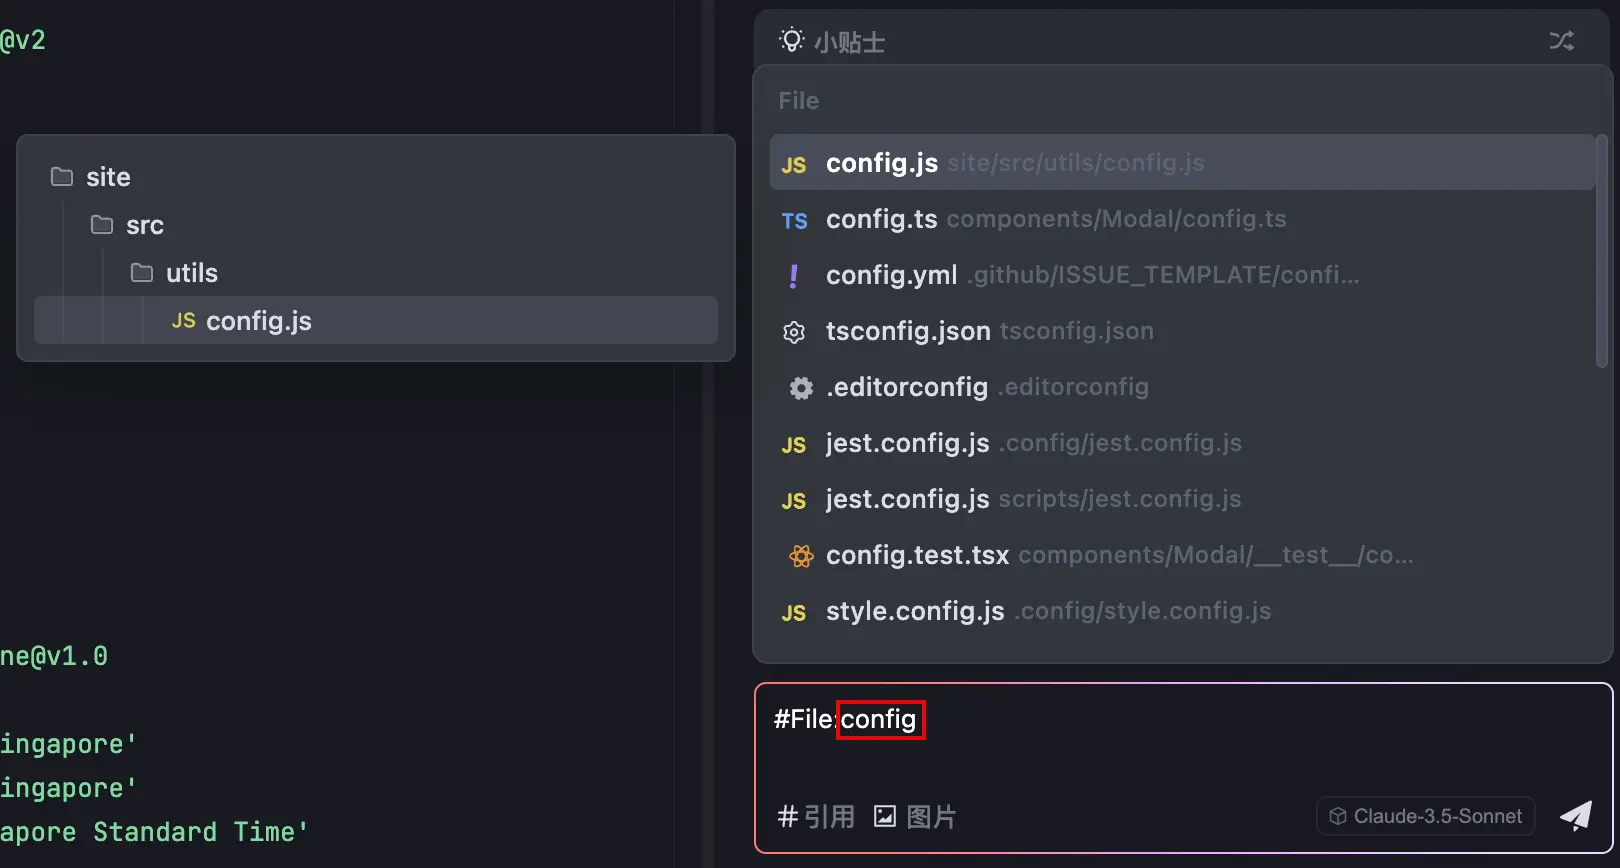 @v2
site
src
utils
JS config.js
ne@v1.0
ingapore'
ingapore'
apore Standard Time'
小贴士
File
JS config.js site/src/utils/config.js
TS config.ts components/Modal/config.ts
! config.yml .github/ISSUE_TEMPLATE/confi...
tsconfig.json tsconfig.json
.editorconfig .editorconfig
JS jest.config.js .config/jest.config.js
JS jest.config.js scripts/jest.config.js
config.test.tsx components/Modal/__test__/co...
JS style.config.js .config/style.config.js
#File:config
# 引用 图片 Claude-3.5-Sonnet